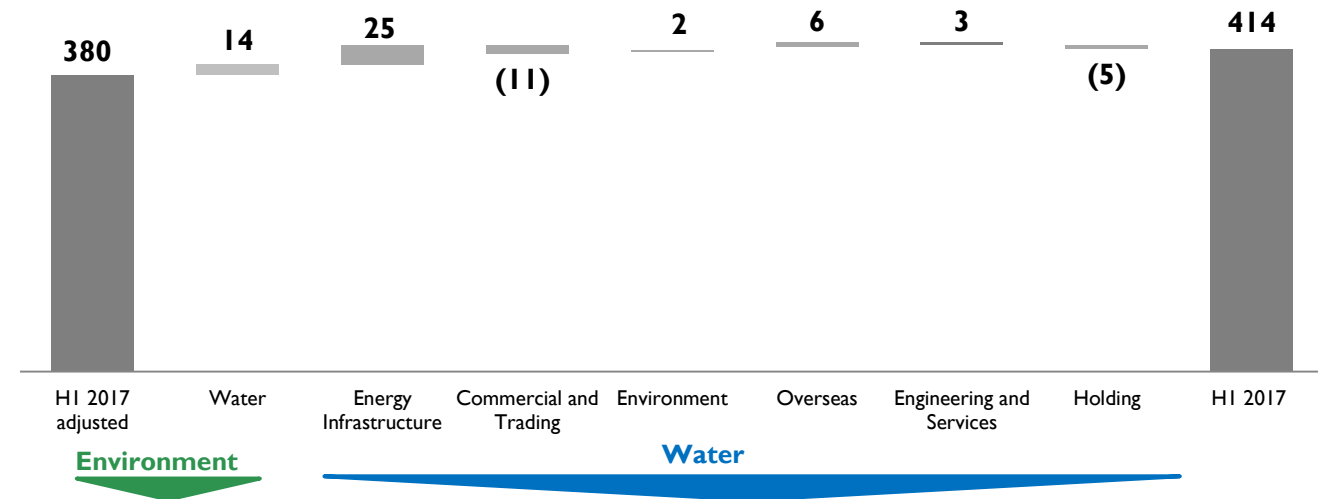 380
14
25
(11)
2
6
3
(5)
414
H1 2017
adjusted
Water
Energy
Infrastructure
Commercial and
Trading
Environment
Overseas
Engineering and
Services
Holding
H1 2017
Environment
Water